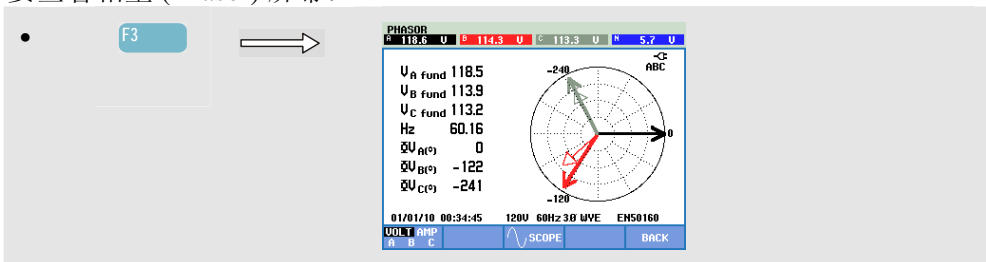 F3
PHASOR
A 118.6 V B 114.3 V C 113.3 V N 5.7 V
ABC
-240
0
-120
V A fund 118.5
V B fund 113.9
V C fund 113.2
Hz 60.16
ΦV A(°) 0
ΦV B(°) -122
ΦV C(°) -241
01/01/10 00:34:45 120V 60Hz 3Ø WYE EN50160
VOLT AMP
A B C
SCOPE
BACK